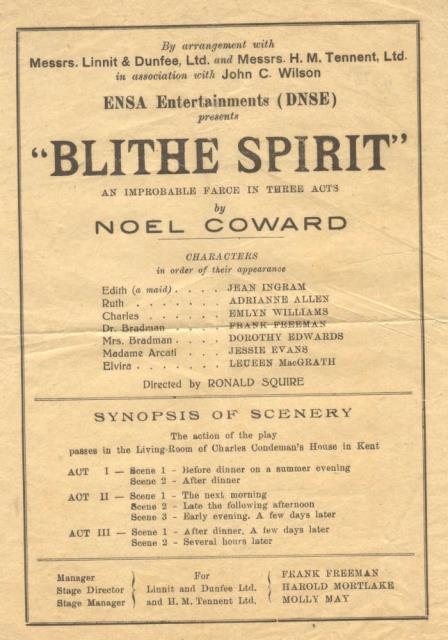 By arrangement with
Messrs. Linnit & Dunfee, Ltd. and Messrs. H. M. Tennent, Ltd.
in association with John C. Wilson
ENSA Entertainments (DNSE)
presents
"BLITHE SPIRIT"
AN IMPROBABLE FARCE IN THREE ACTS
by
NOEL COWARD
CHARACTERS
in order of their appearance
Edith (a maid) . . . . JEAN INGRAM
Ruth . . . . . . . ADRIANNE ALLEN
Charles . . . . . . EMLYN WILLIAMS
Dr. Bradman . . . . FRANK FREEMAN
Mrs. Bradman . . . . DOROTHY EDWARDS
Madame Arcati . . . . JESSIE EVANS
Elvira . . . . . . . LEUEEN MacGRATH
Directed by RONALD SQUIRE
SYNOPSIS OF SCENERY
The action of the play
passes in the Living-Room of Charles Condeman's House in Kent
ACT I — Scene 1 - Before dinner on a summer evening
Scene 2 - After dinner
ACT II — Scene 1 - The next morning
Scene 2 - Late the following afternoon
Scene 3 - Early evening. A few days later
ACT III — Scene 1 - After dinner. A few days later
Scene 2 - Several hours later
Manager } For { FRANK FREEMAN
Stage Director } Linnit and Dunfee Ltd. { HAROLD MORTLAKE
Stage Manager } and H. M. Tennent Ltd. { MOLLY MAY